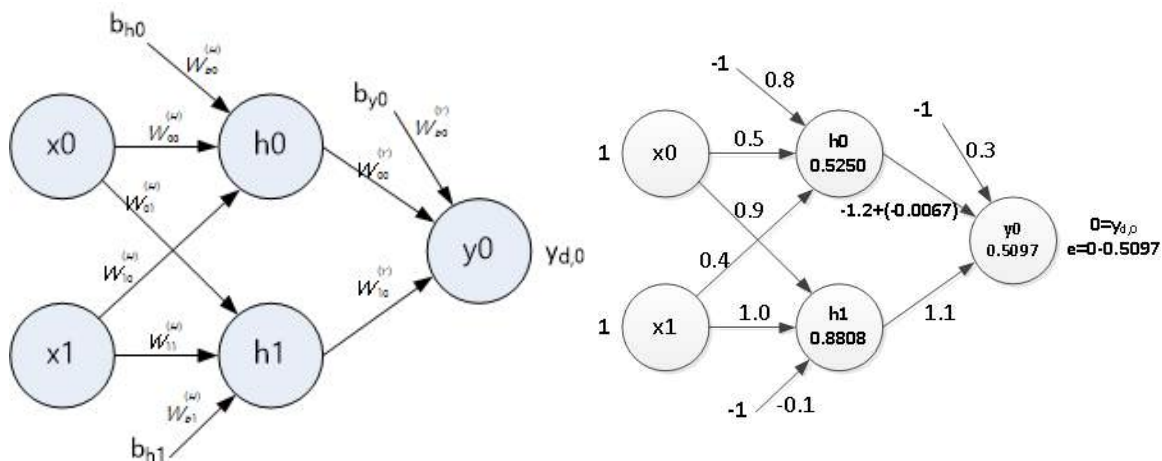 b_h0
W_b0^(H)
b_y0
W_b0^(Y)
x0
W_00^(H)
h0
W_00^(Y)
W_01^(H)
y0
y_d,0
W_10^(H)
W_10^(Y)
x1
W_11^(H)
h1
W_b1^(H)
b_h1
-1
0.8
-1
1
x0
0.5
h0
0.5250
0.3
0.9
-1.2+(-0.0067)
y0
0.5097
0=y_d,0
e=0-0.5097
0.4
1
x1
1.0
h1
0.8808
1.1
-1
-0.1